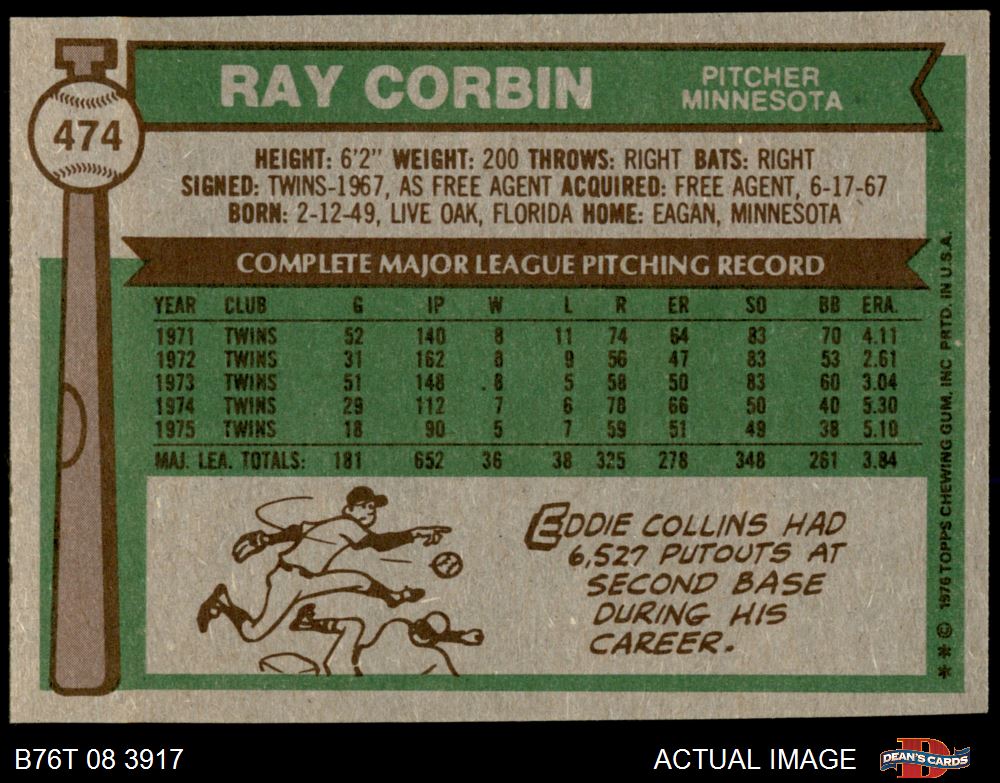 RAY CORBIN
PITCHER
MINNESOTA
474
HEIGHT: 6'2" WEIGHT: 200 THROWS: RIGHT BATS: RIGHT
SIGNED: TWINS-1967, AS FREE AGENT ACQUIRED: FREE AGENT, 6-17-67
BORN: 2-12-49, LIVE OAK, FLORIDA HOME: EAGAN, MINNESOTA
COMPLETE MAJOR LEAGUE PITCHING RECORD
YEAR CLUB G IP W L R ER SO BB ERA.
1971 TWINS 52 140 8 11 74 64 83 70 4.11
1972 TWINS 31 162 8 9 56 47 83 53 2.61
1973 TWINS 51 148 8 5 58 50 83 60 3.04
1974 TWINS 29 112 7 6 78 66 50 40 5.30
1975 TWINS 18 90 5 7 59 51 49 38 5.10
MAJ. LEA. TOTALS: 181 652 36 38 325 278 348 261 3.84
EDDIE COLLINS HAD
6,527 PUTOUTS AT
SECOND BASE
DURING HIS
CAREER.
** © 1976 TOPPS CHEWING GUM, INC PRTD. IN U.S.A.
B76T 08 3917
ACTUAL IMAGE
D
DEAN'S CARDS